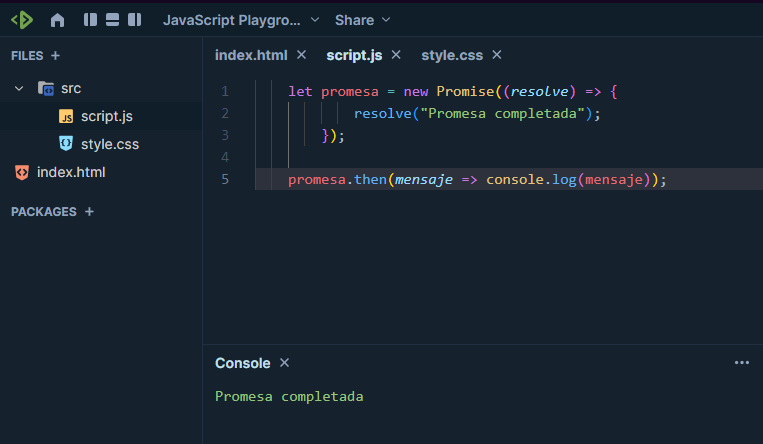 JavaScript Playgro... Share
FILES +
src
script.js
style.css
index.html
PACKAGES +
index.html × script.js × style.css ×
1 let promesa = new Promise((resolve) => {
2 resolve("Promesa completada");
3 });
4
5 promesa.then(mensaje => console.log(mensaje));
Console ×
Promesa completada